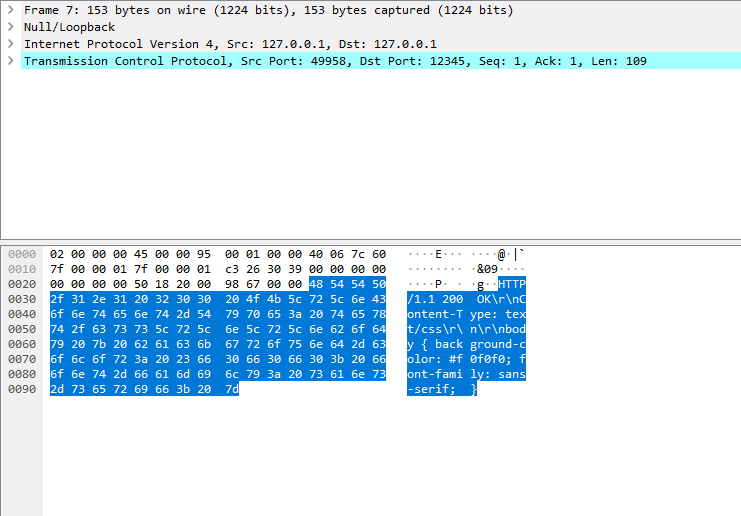 Frame 7: 153 bytes on wire (1224 bits), 153 bytes captured (1224 bits)
Null/Loopback
Internet Protocol Version 4, Src: 127.0.0.1, Dst: 127.0.0.1
Transmission Control Protocol, Src Port: 49958, Dst Port: 12345, Seq: 1, Ack: 1, Len: 109
0000 02 00 00 00 45 00 00 95 00 01 00 00 40 06 7c 60 ····E··· ····@·|`
0010 7f 00 00 01 7f 00 00 01 c3 26 30 39 00 00 00 00 ········ ·&09····
0020 00 00 00 00 50 18 20 00 98 67 00 00 48 54 54 50 ····P· · ·g··HTTP
0030 2f 31 2e 31 20 32 30 30 20 4f 4b 5c 72 5c 6e 43 /1.1 200 OK\r\nC
0040 6f 6e 74 65 6e 74 2d 54 79 70 65 3a 20 74 65 78 ontent-T ype: tex
0050 74 2f 63 73 73 5c 72 5c 6e 5c 72 5c 6e 62 6f 64 t/css\r\ n\r\nbod
0060 79 20 7b 20 62 61 63 6b 67 72 6f 75 6e 64 2d 63 y { back ground-c
0070 6f 6c 6f 72 3a 20 23 66 30 66 30 66 30 3b 20 66 olor: #f 0f0f0; f
0080 6f 6e 74 2d 66 61 6d 69 6c 79 3a 20 73 61 6e 73 ont-fami ly: sans
0090 2d 73 65 72 69 66 3b 20 7d -serif; }